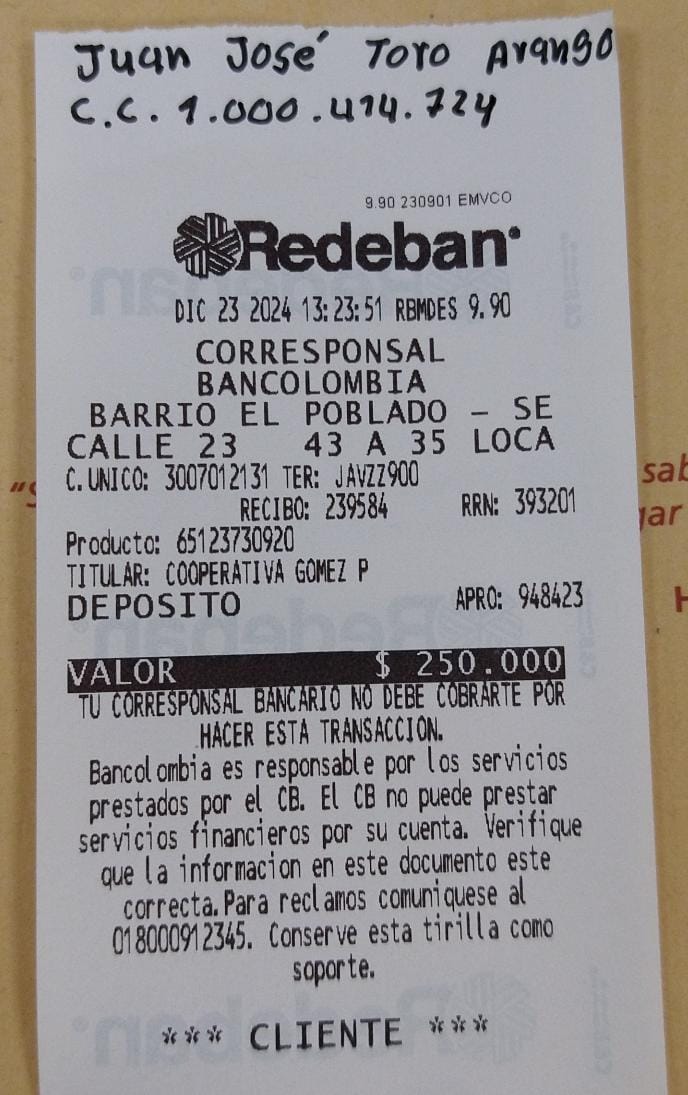 Juan José Toro Arango
C.C. 1.000.414.724
9.90 230901 EMVCO
Redeban
DIC 23 2024 13:23:51 RBMDES 9.90
CORRESPONSAL
BANCOLOMBIA
BARRIO EL POBLADO - SE
CALLE 23 43 A 35 LOCA
C.UNICO: 3007012131 TER: JAVZZ900
RECIBO: 239584 RRN: 393201
Producto: 65123730920
TITULAR: COOPERATIVA GOMEZ P
DEPOSITO APRO: 948423
VALOR $ 250.000
TU CORRESPONSAL BANCARIO NO DEBE COBRARTE POR
HACER ESTA TRANSACCION.
Bancolombia es responsable por los servicios
prestados por el CB. El CB no puede prestar
servicios financieros por su cuenta. Verifique
que la informacion en este documento este
correcta.Para reclamos comuniquese al
018000912345. Conserve esta tirilla como
soporte.
*** CLIENTE ***